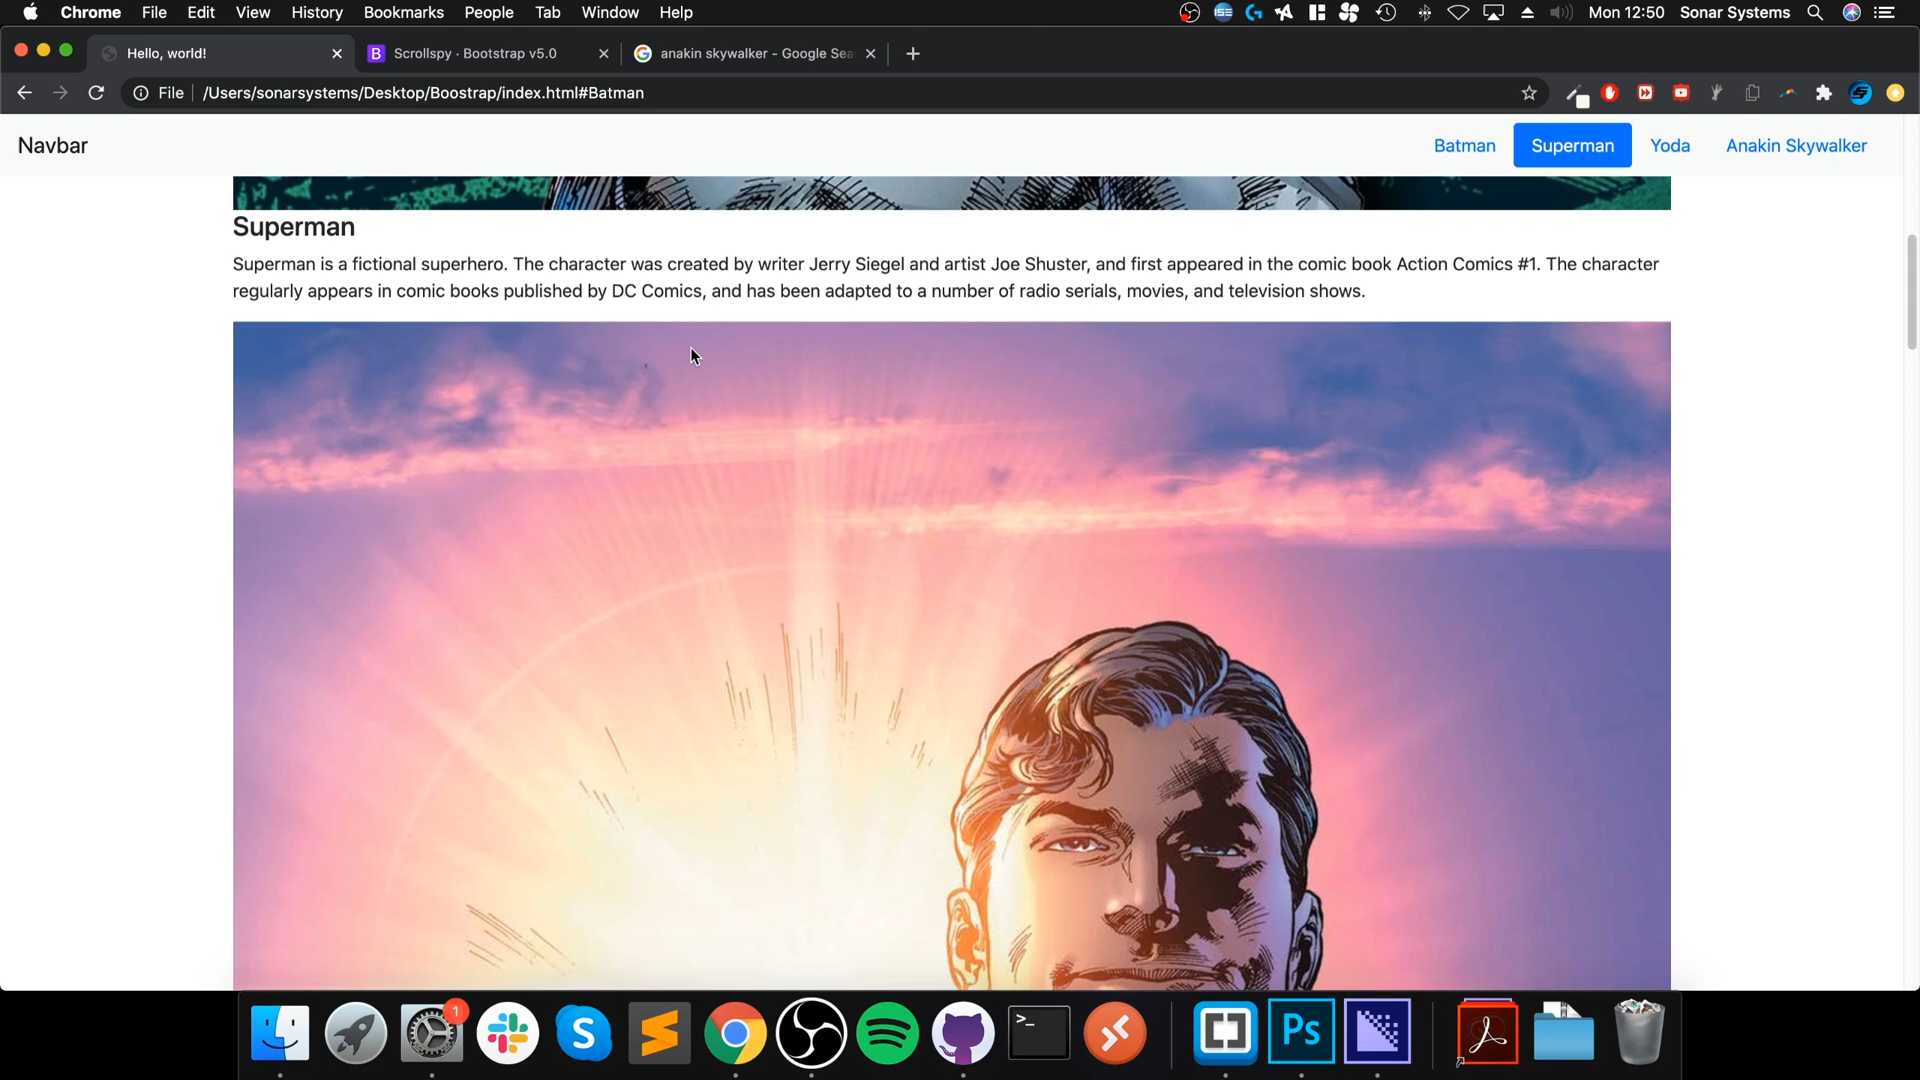 Chrome File Edit View History Bookmarks People Tab Window Help
ISE
Mon 12:50 Sonar Systems
Hello, world!
B Scrollspy · Bootstrap v5.0
anakin skywalker - Google Sea
File /Users/sonarsystems/Desktop/Boostrap/index.html#Batman
Navbar
Batman Superman Yoda Anakin Skywalker
Superman
Superman is a fictional superhero. The character was created by writer Jerry Siegel and artist Joe Shuster, and first appeared in the comic book Action Comics #1. The character
regularly appears in comic books published by DC Comics, and has been adapted to a number of radio serials, movies, and television shows.
1
S
>_
Ps